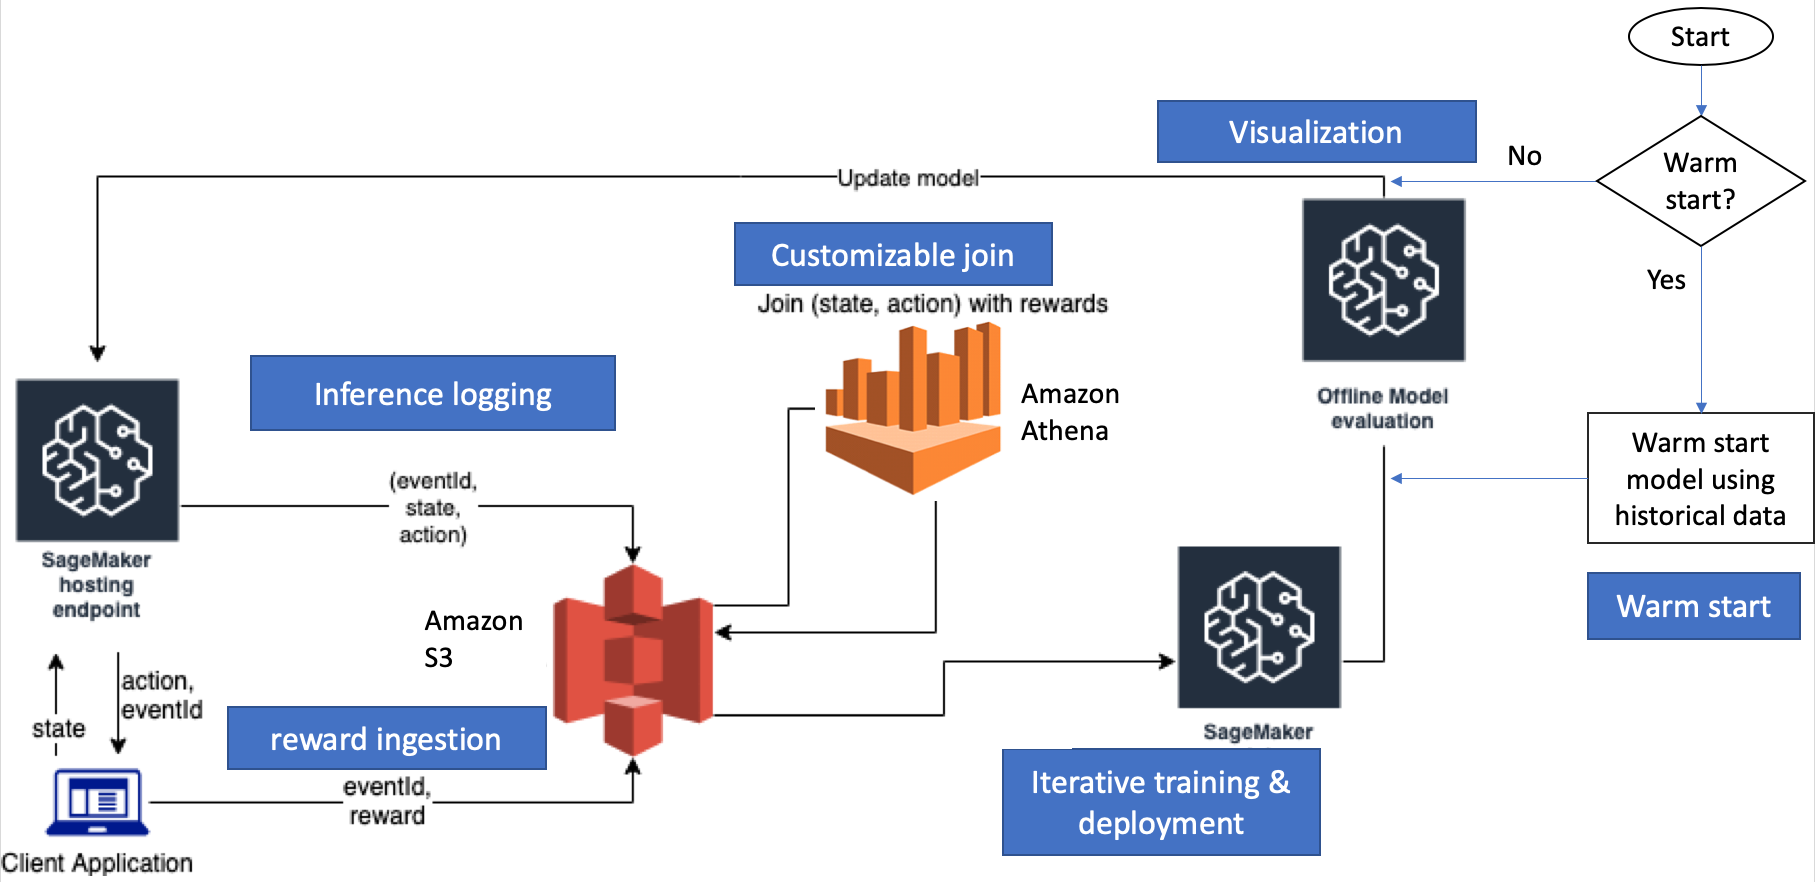 Start
Visualization
No
Warm
start?
Update model
Customizable join
Yes
Join (state, action) with rewards
Inference logging
Amazon
Athena
Offline Model
evaluation
Warm start
model using
historical data
(eventId,
state,
action)
SageMaker
hosting
endpoint
Warm start
Amazon
S3
action,
eventId
state
reward ingestion
SageMaker
Iterative training &
deployment
eventId,
reward
Client Application